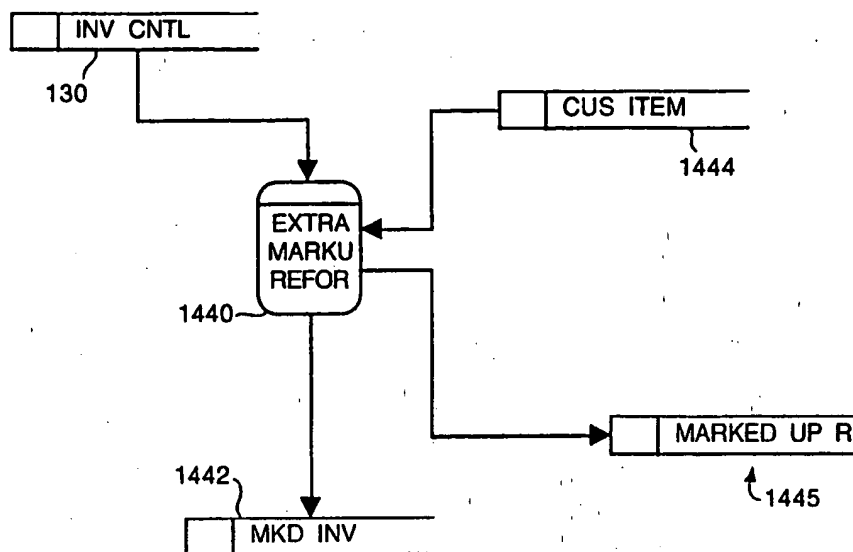 INV CNTL
130
CUS ITEM
1444
EXTRA
MARKU
REFOR
1440
MARKED UP R
1445
1442
MKD INV